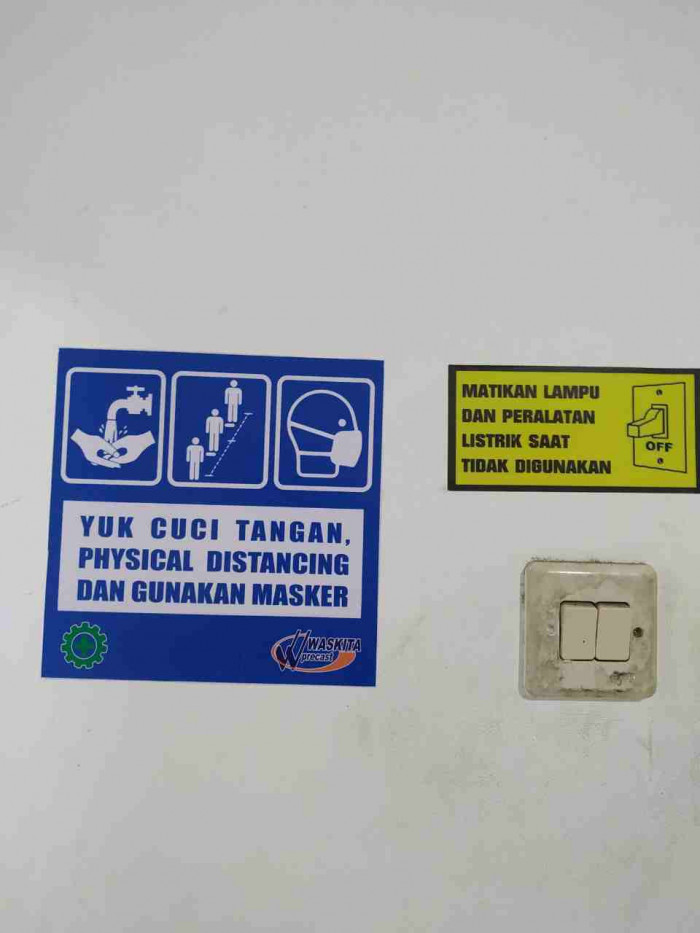 YUK CUCI TANGAN,
PHYSICAL DISTANCING
DAN GUNAKAN MASKER
WASKITA
precast
MATIKAN LAMPU
DAN PERALATAN
LISTRIK SAAT
TIDAK DIGUNAKAN
OFF